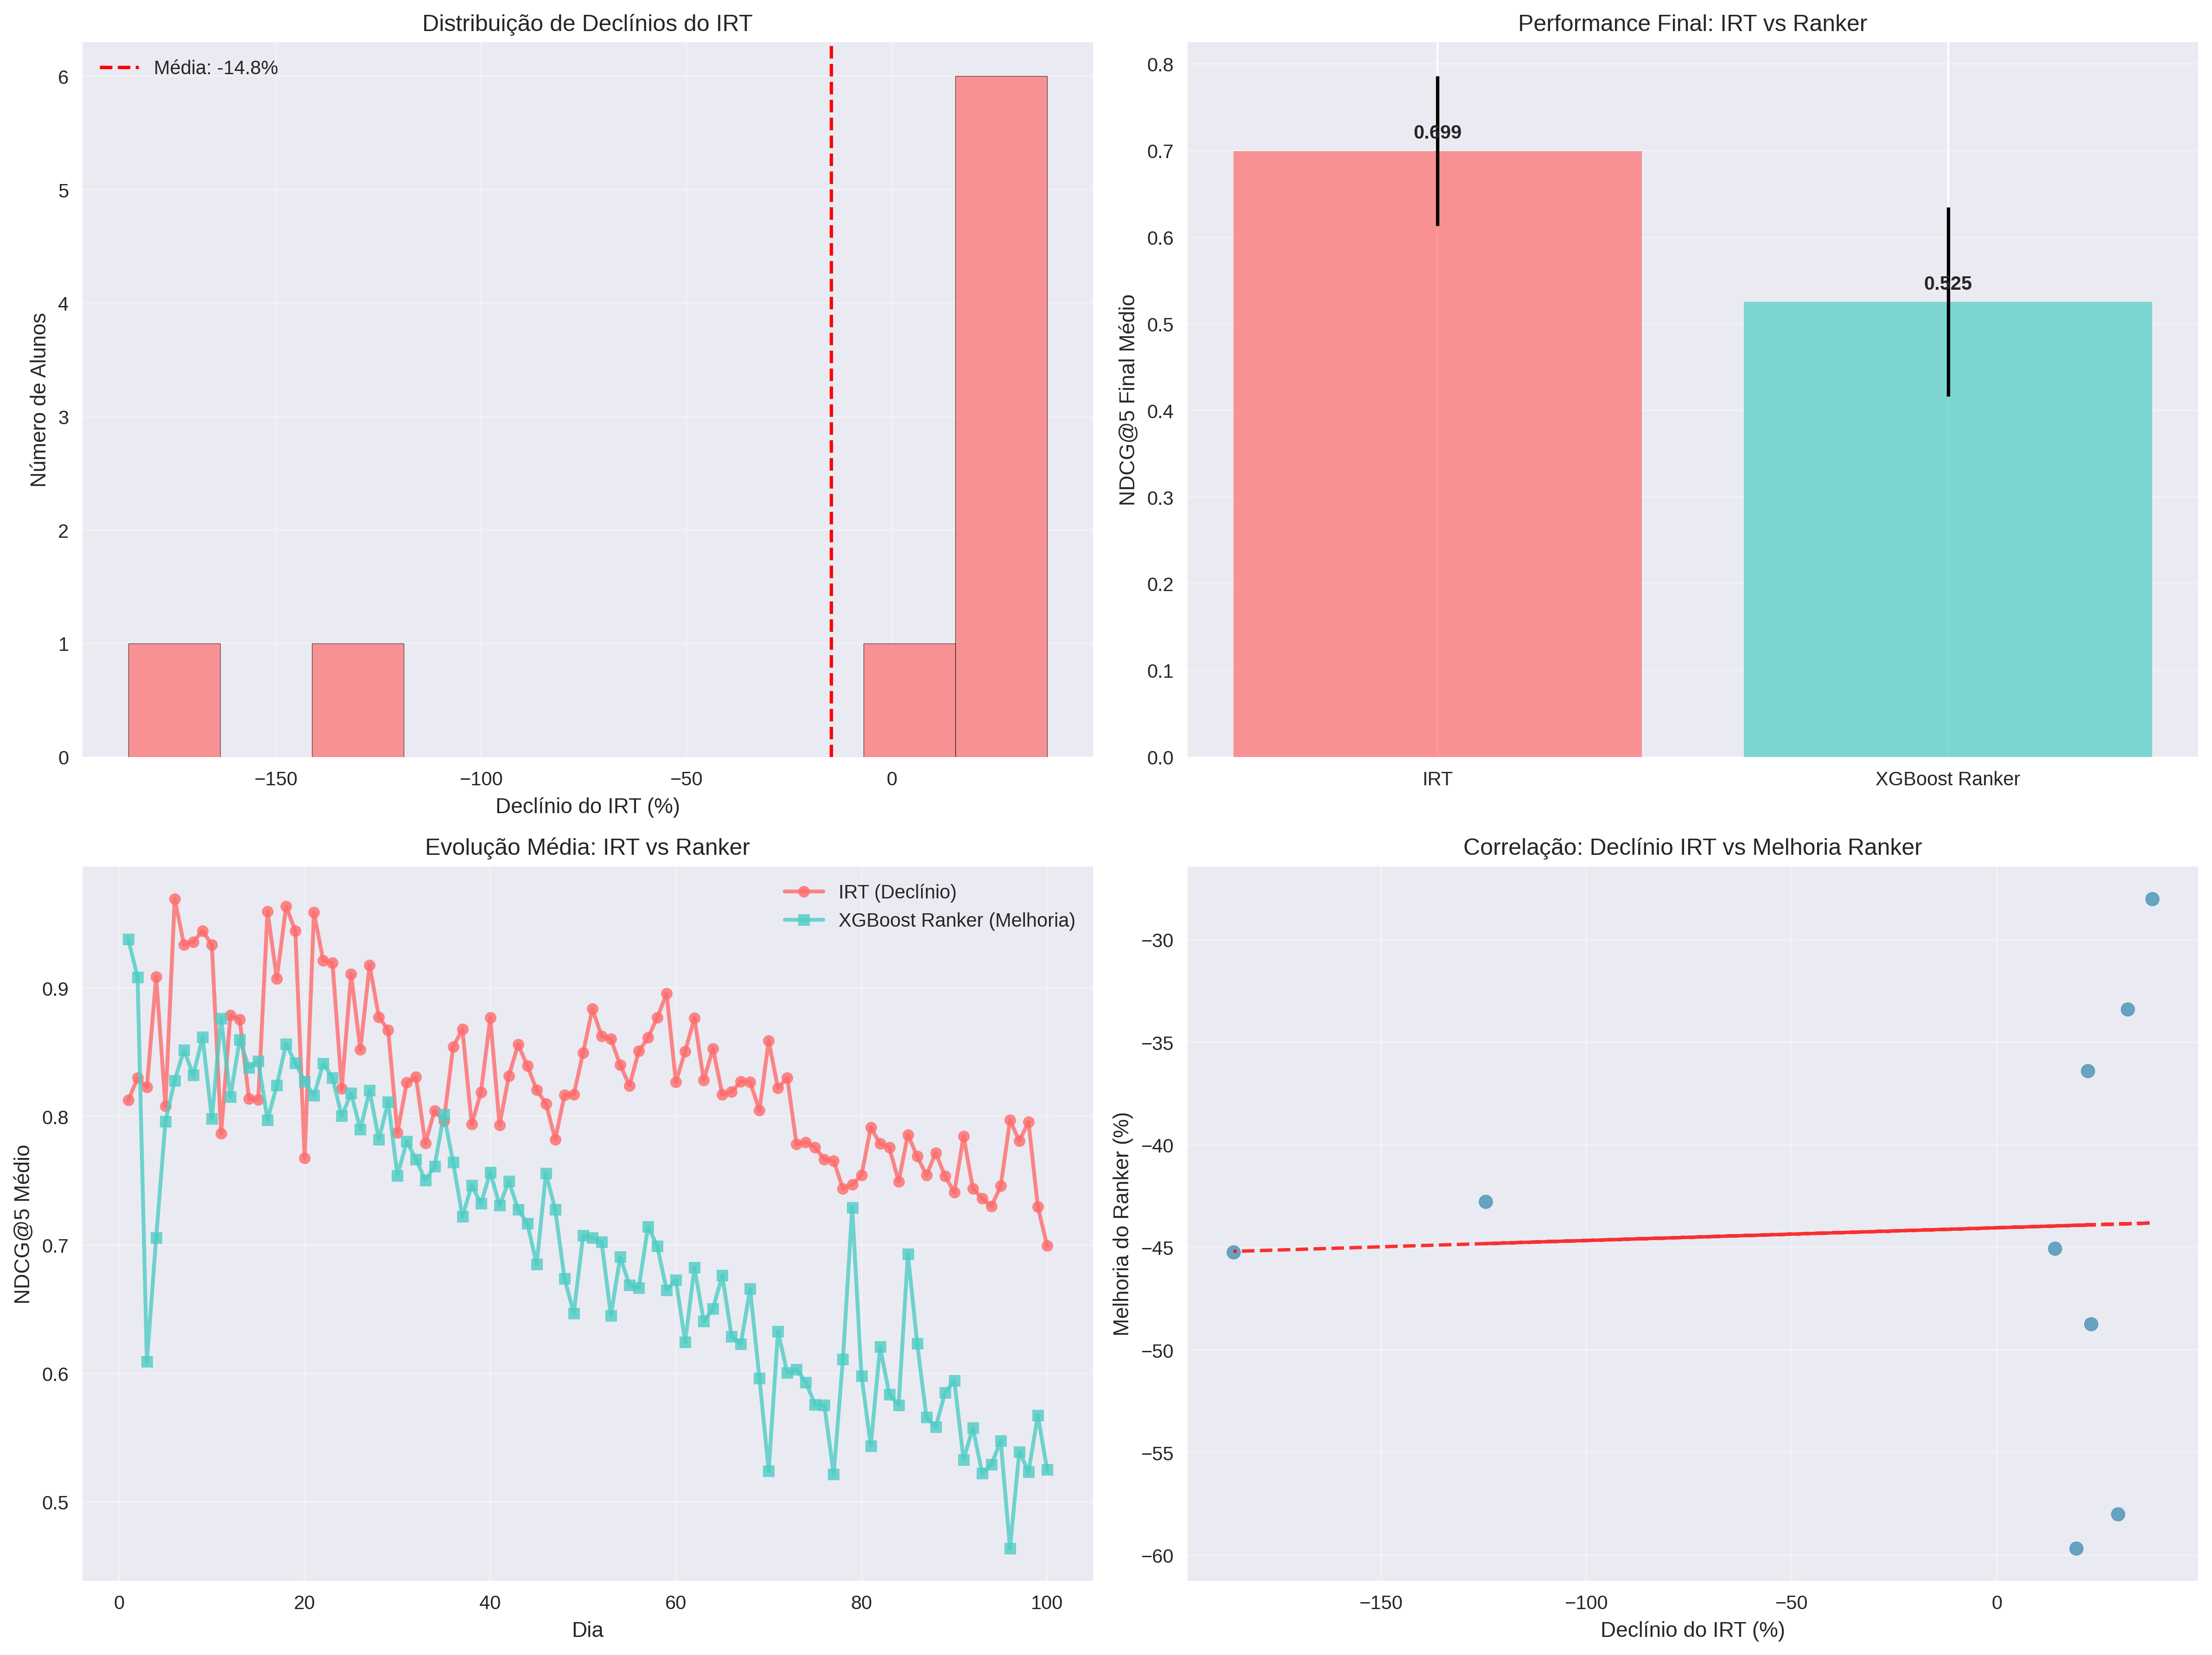 Distribuição de Declínios do IRT
Média: -14.8%
6
5
4
3
2
1
0
Número de Alunos
−150
−100
−50
0
Declínio do IRT (%)
Performance Final: IRT vs Ranker
0.8
0.7
0.6
0.5
0.4
0.3
0.2
0.1
0.0
NDCG@5 Final Médio
0.699
0.525
IRT
XGBoost Ranker
Evolução Média: IRT vs Ranker
IRT (Declínio)
XGBoost Ranker (Melhoria)
0.9
0.8
0.7
0.6
0.5
NDCG@5 Médio
0
20
40
60
80
100
Dia
Correlação: Declínio IRT vs Melhoria Ranker
−30
−35
−40
−45
−50
−55
−60
Melhoria do Ranker (%)
−150
−100
−50
0
Declínio do IRT (%)